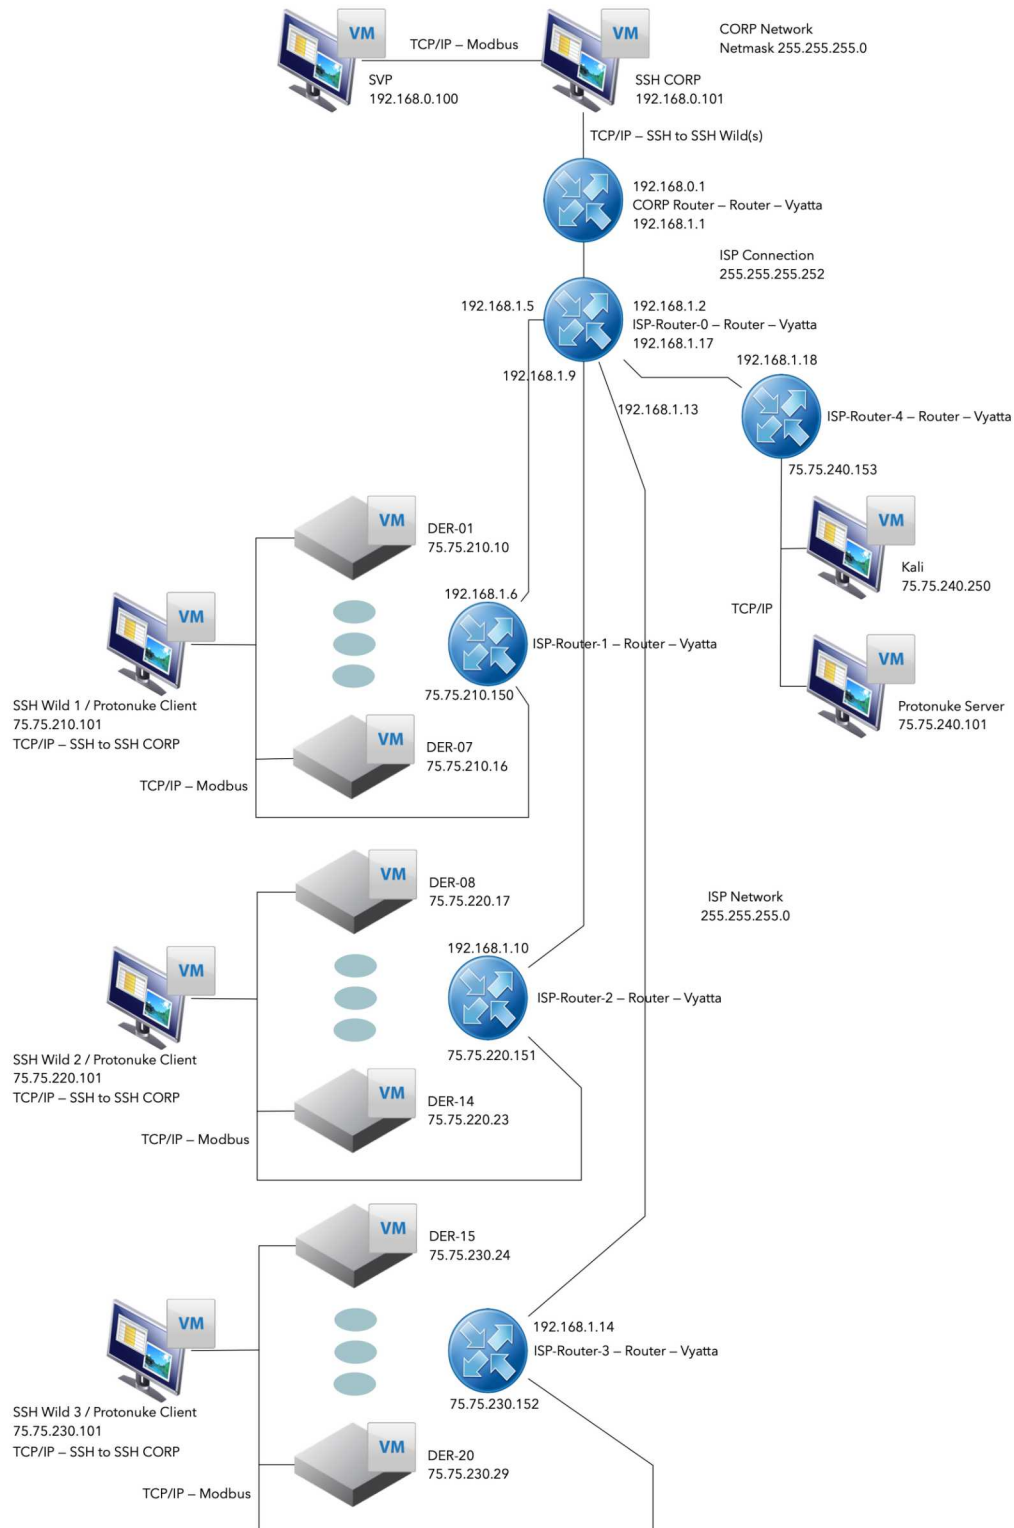 VM
VM
CORP Network
Netmask 255.255.255.0
TCP/IP – Modbus
SVP
192.168.0.100
SSH CORP
192.168.0.101
TCP/IP – SSH to SSH Wild(s)
192.168.0.1
CORP Router – Router – Vyatta
192.168.1.1
ISP Connection
255.255.255.252
192.168.1.5
192.168.1.2
ISP-Router-0 – Router – Vyatta
192.168.1.17
192.168.1.18
192.168.1.9
192.168.1.13
ISP-Router-4 – Router – Vyatta
75.75.240.153
VM
Kali
75.75.240.250
TCP/IP
VM
Protonuke Server
75.75.240.101
VM
DER-01
75.75.210.10
192.168.1.6
VM
ISP-Router-1 – Router – Vyatta
75.75.210.150
SSH Wild 1 / Protonuke Client
75.75.210.101
TCP/IP – SSH to SSH CORP
VM
DER-07
75.75.210.16
TCP/IP – Modbus
VM
DER-08
75.75.220.17
ISP Network
255.255.255.0
192.168.1.10
VM
ISP-Router-2 – Router – Vyatta
75.75.220.151
SSH Wild 2 / Protonuke Client
75.75.220.101
TCP/IP – SSH to SSH CORP
VM
DER-14
75.75.220.23
TCP/IP – Modbus
VM
DER-15
75.75.230.24
VM
192.168.1.14
ISP-Router-3 – Router – Vyatta
75.75.230.152
SSH Wild 3 / Protonuke Client
75.75.230.101
TCP/IP – SSH to SSH CORP
VM
DER-20
75.75.230.29
TCP/IP – Modbus